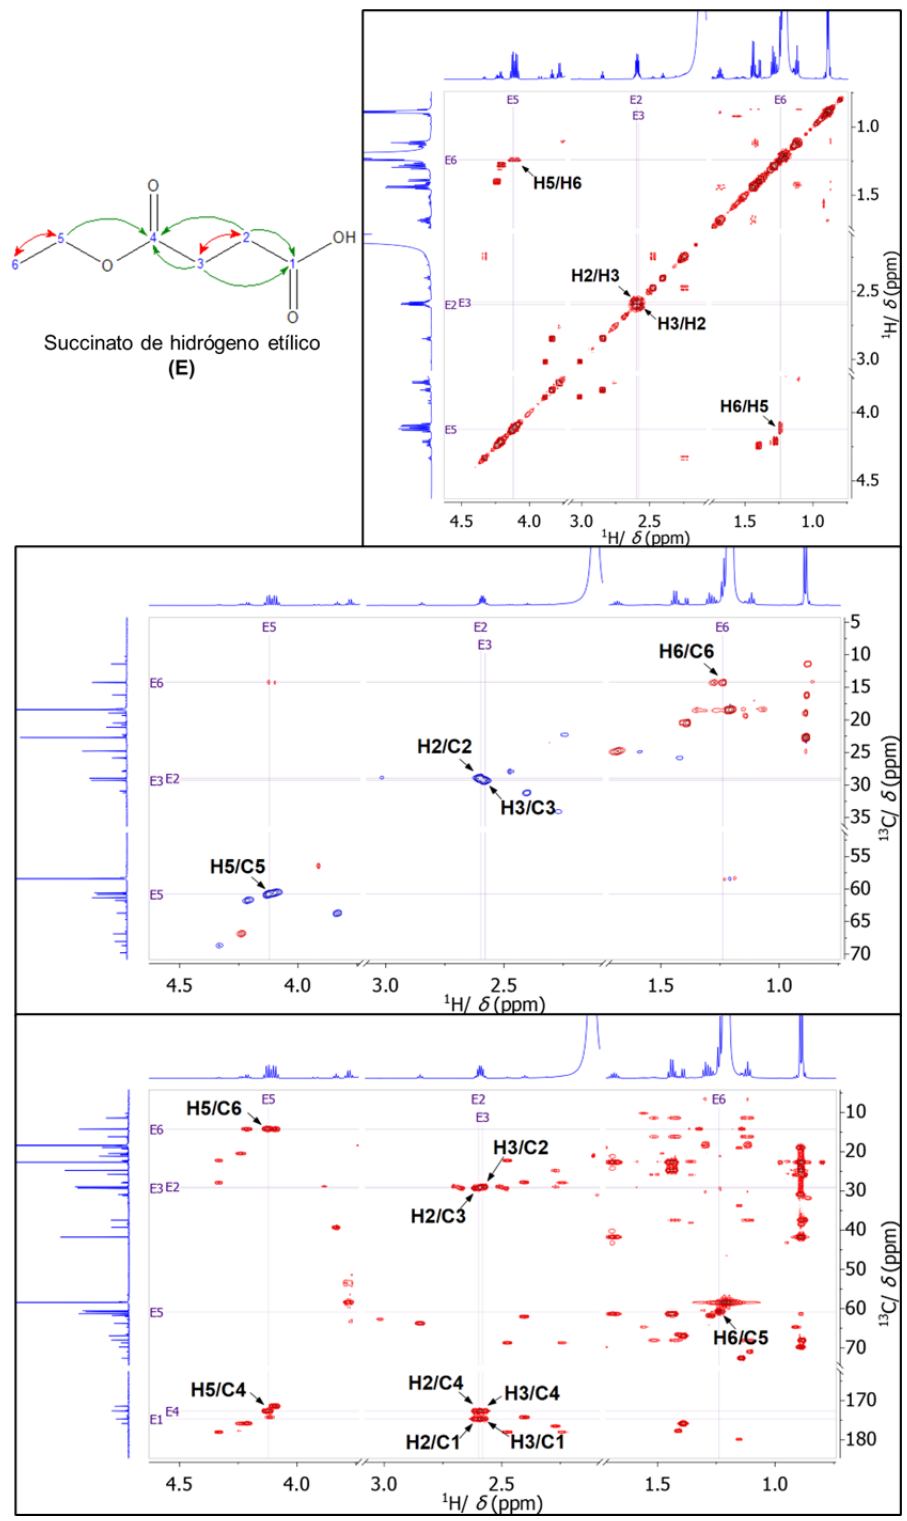 O
5
4
2
OH
6
O
3
1
O
Succinato de hidrógeno etílico
(E)
E5
E2
E3
E6
E6
H5/H6
H2/H3
H3/H2
E2
E3
H6/H5
E5
1.0
1.5
2.5
3.0
4.0
4.5
¹H/ δ (ppm)
4.5
4.0
3.0
2.5
1.5
1.0
¹H/ δ (ppm)
E5
E2
E3
E6
E6
H6/C6
H2/C2
E3 E2
H3/C3
H5/C5
E5
5
10
15
20
25
30
35
55
60
65
70
¹³C/ δ (ppm)
4.5
4.0
3.0
2.5
1.5
1.0
¹H/ δ (ppm)
E5
E2
E3
E6
H5/C6
E6
H3/C2
E3 E2
H2/C3
E5
H6/C5
H5/C4
H2/C4
H3/C4
E1
E4
H2/C1
H3/C1
10
20
30
40
50
60
70
170
180
¹³C/ δ (ppm)
4.5
4.0
3.0
2.5
1.5
1.0
¹H/ δ (ppm)